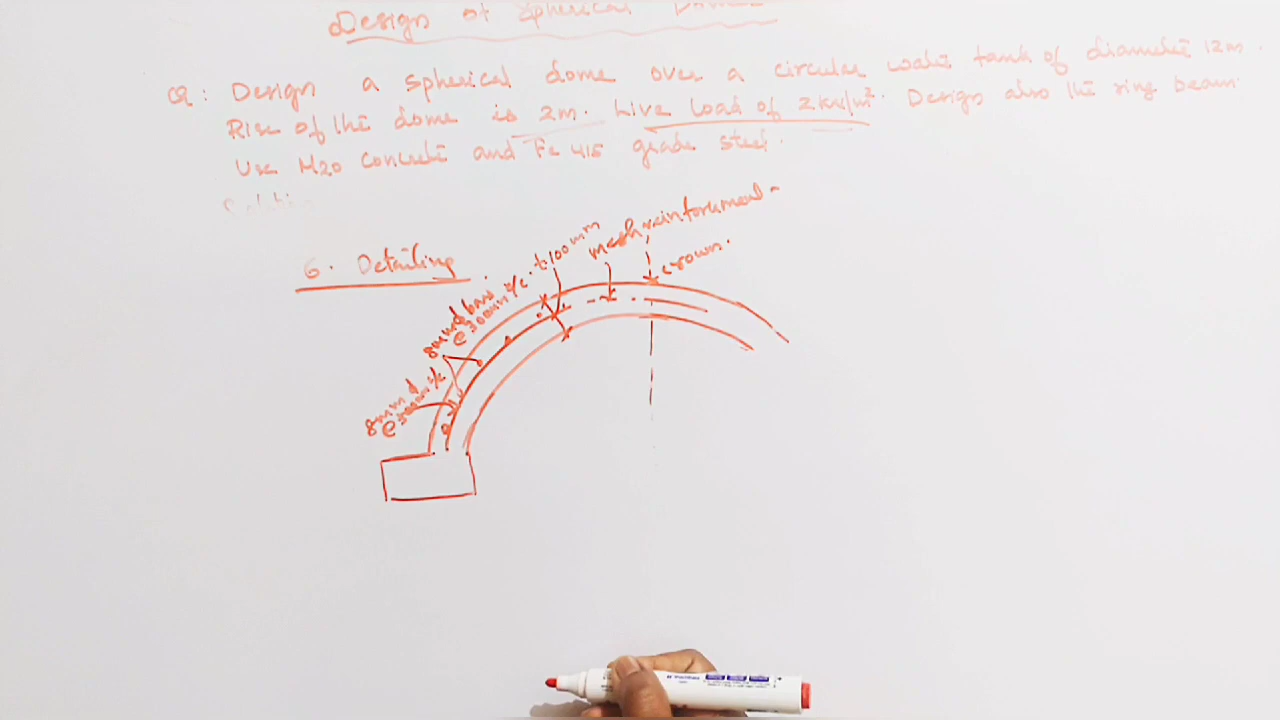 Design of Spherical Domes
Q: Design a spherical dome over a circular water tank of diameter 12m.
Rise of the dome is 2m. Live load of 2kN/m². Design also the ring beam.
Use M20 concrete and Fe 415 grade steel.
6. Detailing
8mm ϕ bars
@ 300mm c/c
t 100mm
mesh reinforcement
crown.
8mm ϕ
@ 300mm c/c